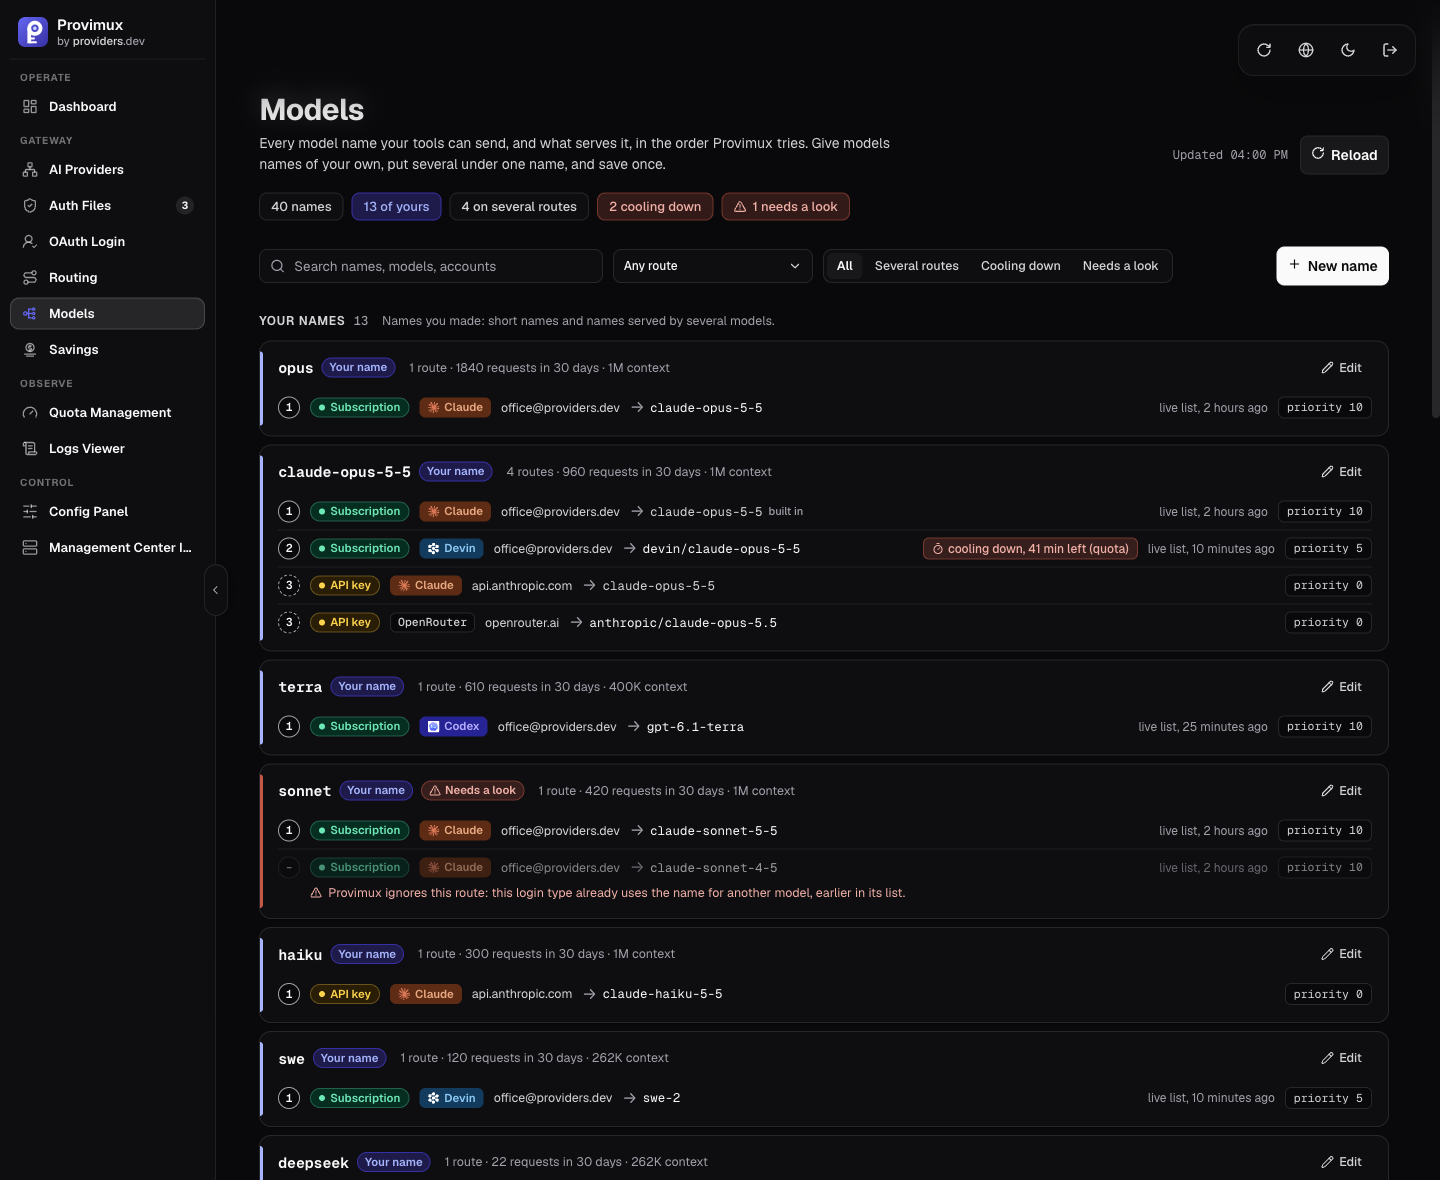 Provimux
by providers.dev
OPERATE
Dashboard
GATEWAY
AI Providers
Auth Files 3
OAuth Login
Routing
Models
Savings
OBSERVE
Quota Management
Logs Viewer
CONTROL
Config Panel
Management Center I...
Models
Every model name your tools can send, and what serves it, in the order Provimux tries. Give models
names of your own, put several under one name, and save once.
Updated 04:00 PM Reload
40 names 13 of yours 4 on several routes 2 cooling down 1 needs a look
Search names, models, accounts Any route All Several routes Cooling down Needs a look + New name
YOUR NAMES 13 Names you made: short names and names served by several models.
opus Your name 1 route · 1840 requests in 30 days · 1M context Edit
1 Subscription Claude office@providers.dev → claude-opus-5-5 live list, 2 hours ago priority 10
claude-opus-5-5 Your name 4 routes · 960 requests in 30 days · 1M context Edit
1 Subscription Claude office@providers.dev → claude-opus-5-5 built in live list, 2 hours ago priority 10
2 Subscription Devin office@providers.dev → devin/claude-opus-5-5 cooling down, 41 min left (quota) live list, 10 minutes ago priority 5
3 API key Claude api.anthropic.com → claude-opus-5-5 priority 0
3 API key OpenRouter openrouter.ai → anthropic/claude-opus-5.5 priority 0
terra Your name 1 route · 610 requests in 30 days · 400K context Edit
1 Subscription Codex office@providers.dev → gpt-6.1-terra live list, 25 minutes ago priority 10
sonnet Your name Needs a look 1 route · 420 requests in 30 days · 1M context Edit
1 Subscription Claude office@providers.dev → claude-sonnet-5-5 live list, 2 hours ago priority 10
– Subscription Claude office@providers.dev → claude-sonnet-4-5 live list, 2 hours ago priority 10
Provimux ignores this route: this login type already uses the name for another model, earlier in its list.
haiku Your name 1 route · 300 requests in 30 days · 1M context Edit
1 API key Claude api.anthropic.com → claude-haiku-5-5 priority 0
swe Your name 1 route · 120 requests in 30 days · 262K context Edit
1 Subscription Devin office@providers.dev → swe-2 live list, 10 minutes ago priority 5
deepseek Your name 1 route · 22 requests in 30 days · 262K context Edit